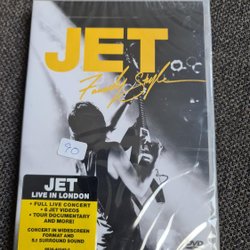 JET
Family Style
90
JET
LIVE IN LONDON
• FULL LIVE CONCERT
+ 6 JET VIDEOS
• TOUR DOCUMENTARY
AND MORE!
CONCERT IN WIDESCREEN
FORMAT AND
5.1 SURROUND SOUND
DVD